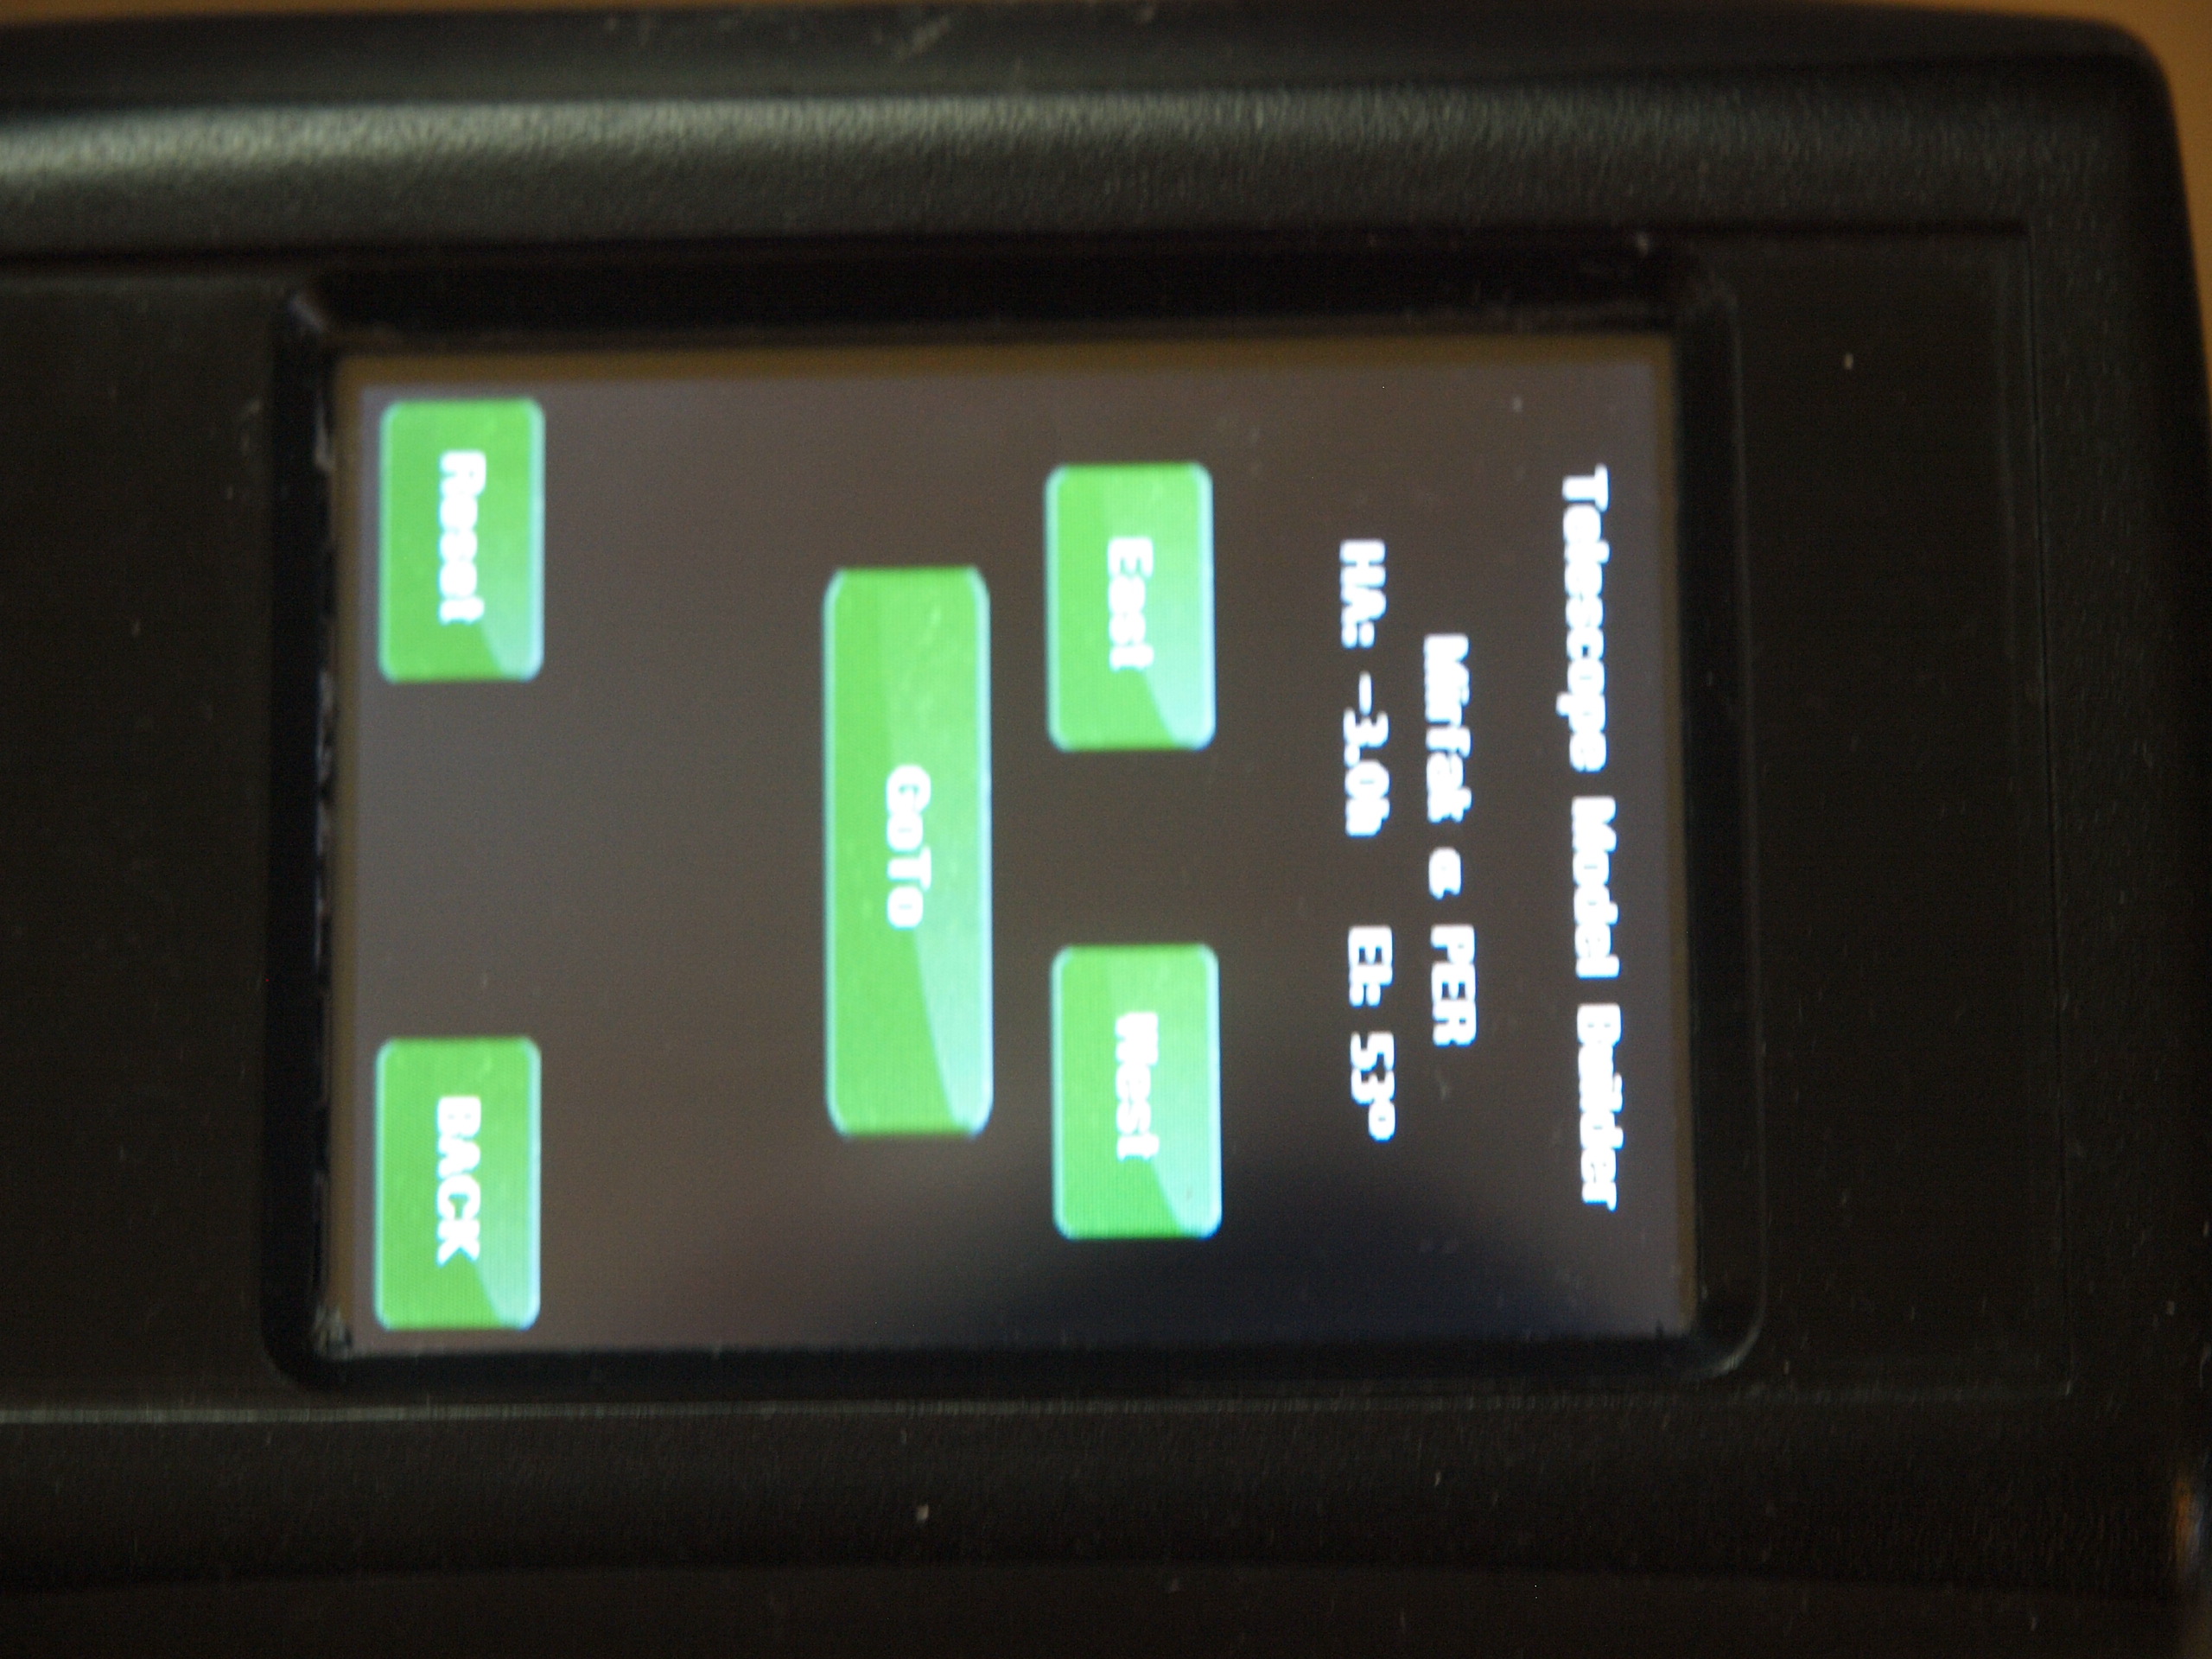 Telescope Model Builder
Mirfak α PER
HA: -3.0h El: 53°
East West
GoTo
Reset BACK